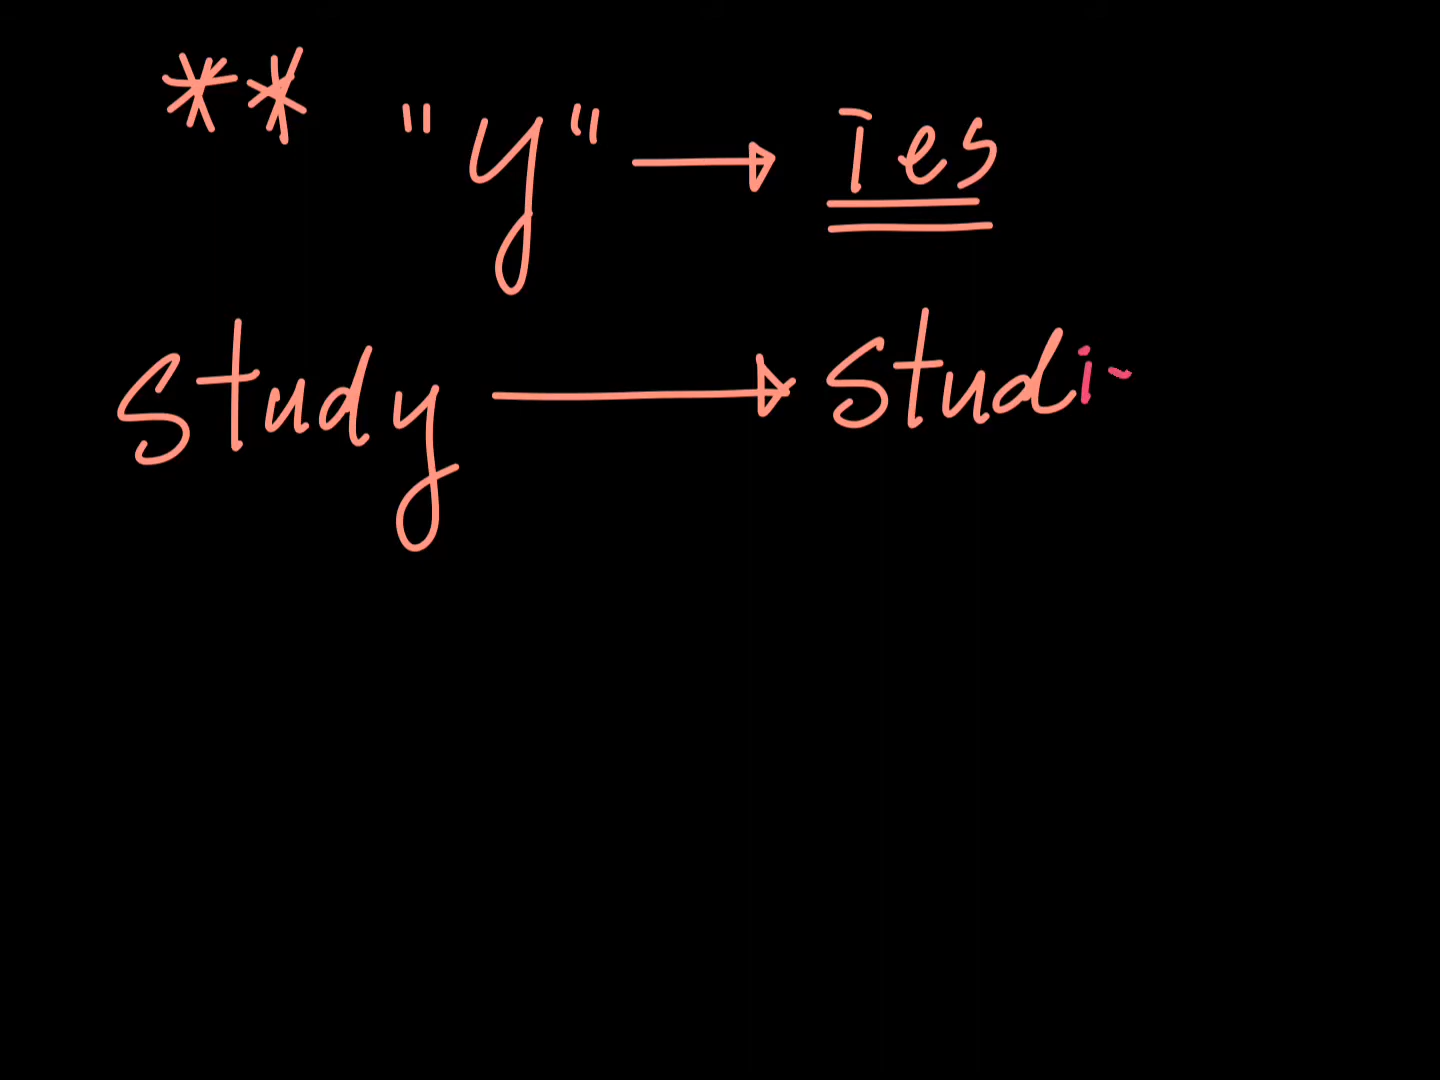 ** "y" → ies
study → studi-